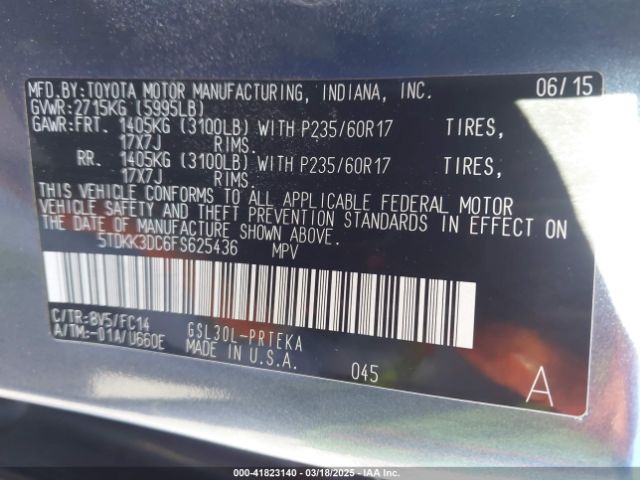 MFD.BY:TOYOTA MOTOR MANUFACTURING, INDIANA, INC. 06/15
GVWR:2715KG (5995LB)
GAWR:FRT. 1405KG (3100LB) WITH P235/60R17 TIRES,
17X7J RIMS.
RR. 1405KG (3100LB) WITH P235/60R17 TIRES,
17X7J RIMS.
THIS VEHICLE CONFORMS TO ALL APPLICABLE FEDERAL MOTOR
VEHICLE SAFETY AND THEFT PREVENTION STANDARDS IN EFFECT ON
THE DATE OF MANUFACTURE SHOWN ABOVE.
5TDKK3DC6FS625436 MPV
C/TR:8V5/FC14 GSL30L-PRTEKA
A/TM:-01A/U660E MADE IN U.S.A.
045 A
000-41823140 - 03/18/2025 - IAAI.com